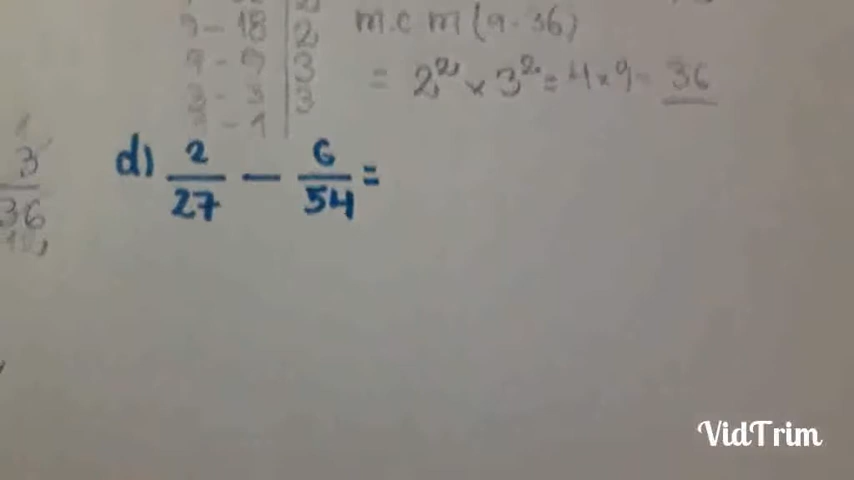 9 - 18 | 2
9 - 9 | 3
3 - 3 | 3
- 1
m.c m (9 - 36)
= 2² × 3² = 4 × 9 = 36
3
36
d) 2/27 - 6/54 =
VidTrim